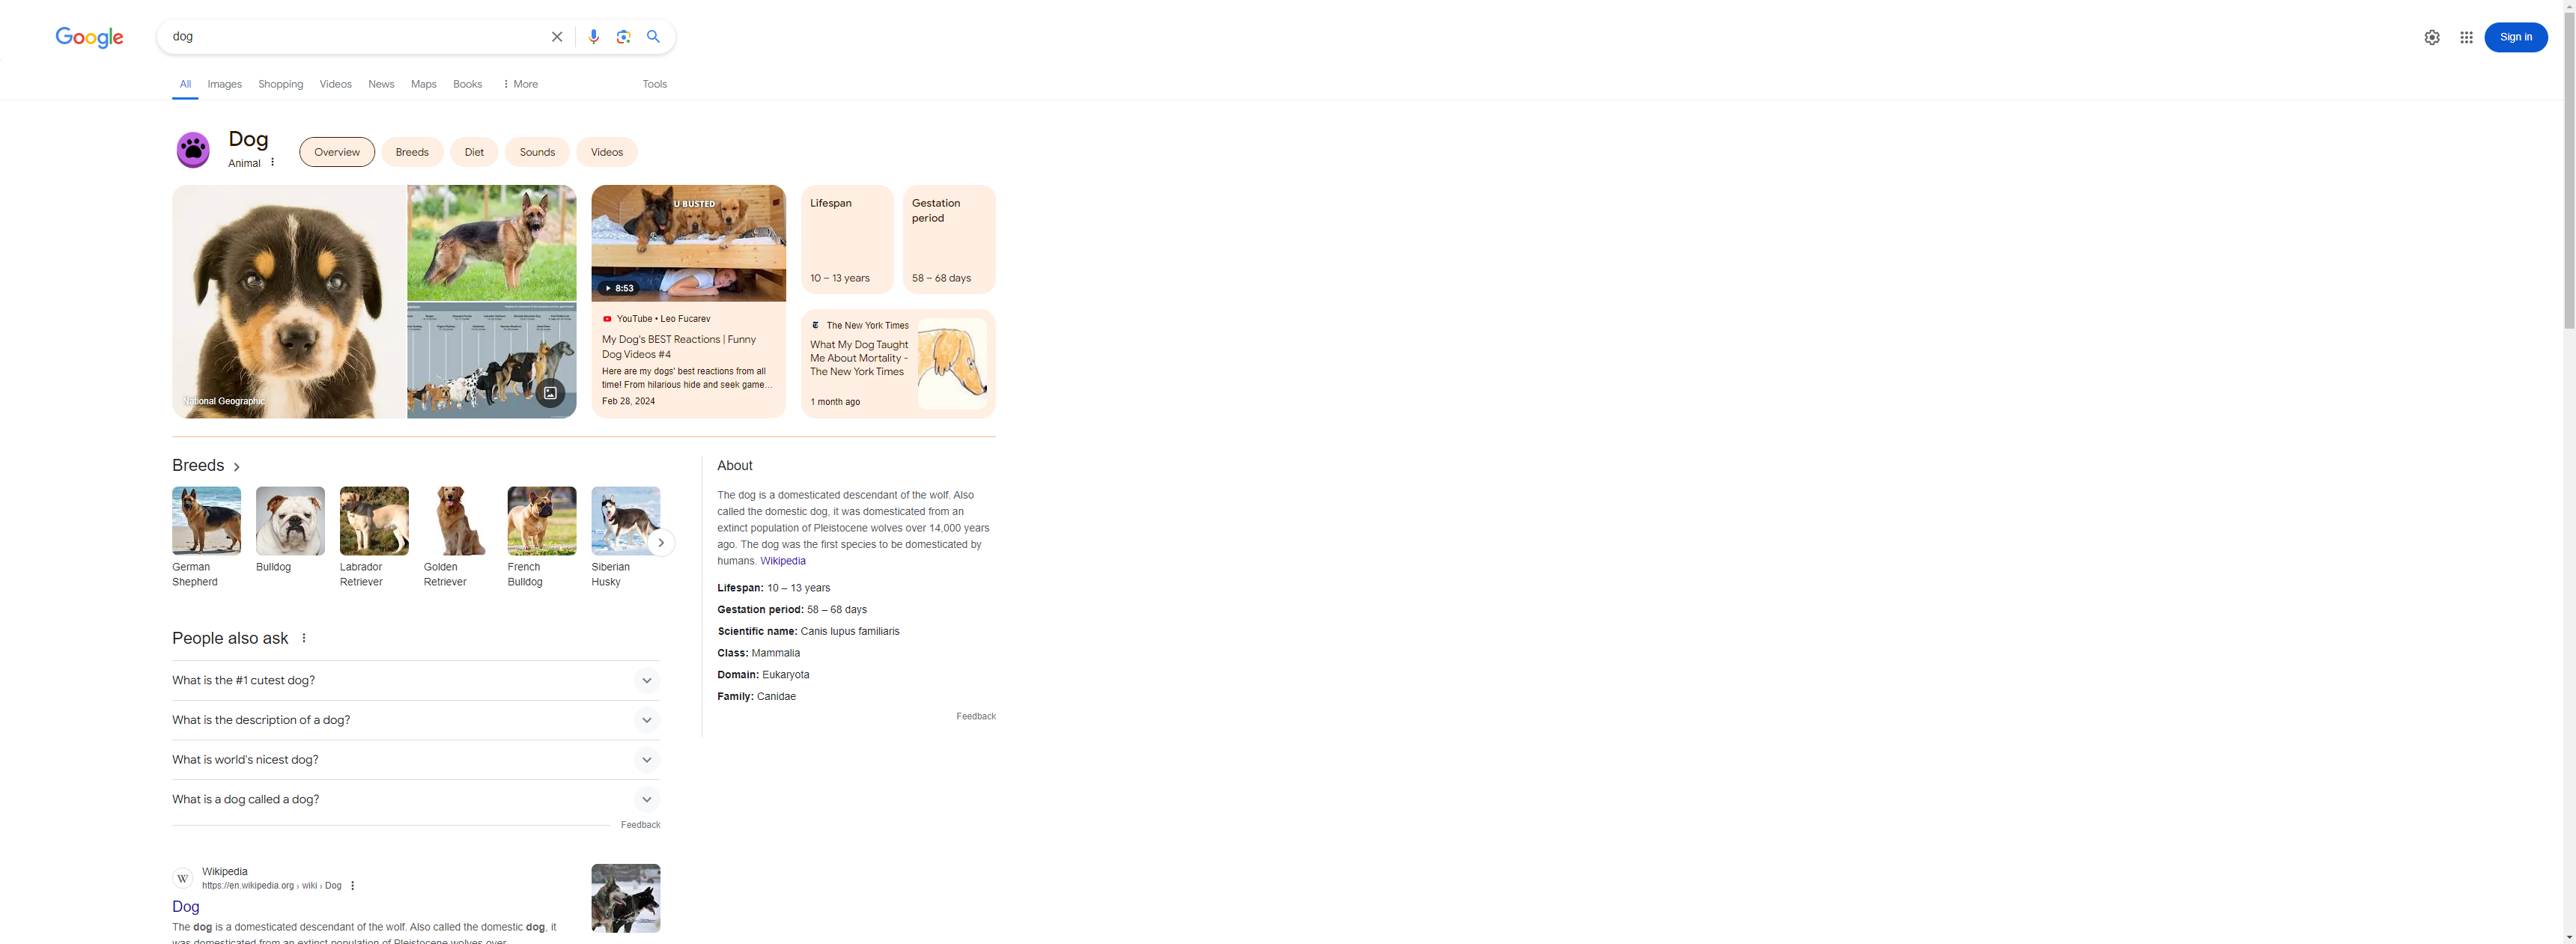 Google
dog
Sign in
All Images Shopping Videos News Maps Books More Tools
Dog
Animal
Overview Breeds Diet Sounds Videos
National Geographic
U BUSTED
8:53
YouTube • Leo Fucarev
My Dog's BEST Reactions | Funny
Dog Videos #4
Here are my dogs' best reactions from all
time! From hilarious hide and seek game...
Feb 28, 2024
Lifespan
10 – 13 years
Gestation
period
58 – 68 days
The New York Times
What My Dog Taught
Me About Mortality -
The New York Times
1 month ago
Breeds
German
Shepherd
Bulldog
Labrador
Retriever
Golden
Retriever
French
Bulldog
Siberian
Husky
People also ask
What is the #1 cutest dog?
What is the description of a dog?
What is world's nicest dog?
What is a dog called a dog?
Feedback
About
The dog is a domesticated descendant of the wolf. Also
called the domestic dog, it was domesticated from an
extinct population of Pleistocene wolves over 14,000 years
ago. The dog was the first species to be domesticated by
humans. Wikipedia
Lifespan: 10 – 13 years
Gestation period: 58 – 68 days
Scientific name: Canis lupus familiaris
Class: Mammalia
Domain: Eukaryota
Family: Canidae
Feedback
W
Wikipedia
https://en.wikipedia.org › wiki › Dog
Dog
The dog is a domesticated descendant of the wolf. Also called the domestic dog, it
was domesticated from an extinct population of Pleistocene wolves over